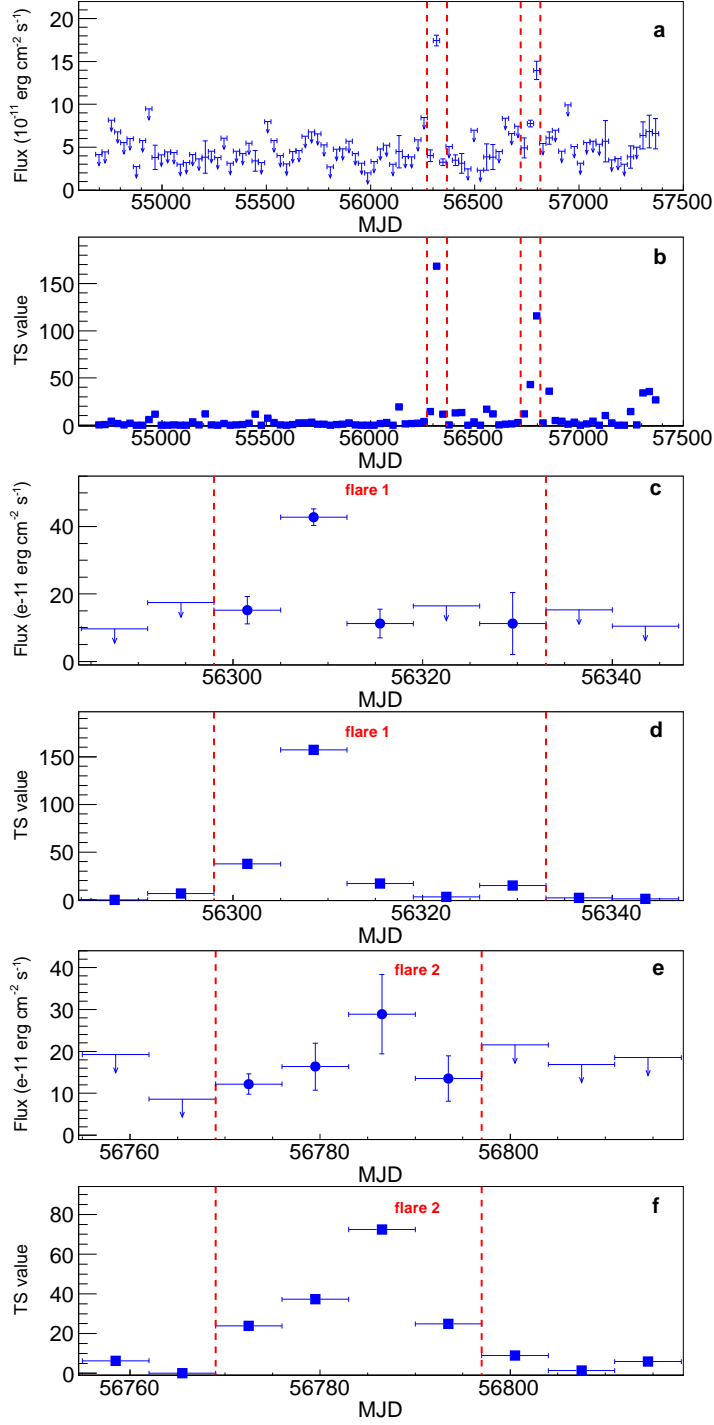 a
Flux (10⁻¹¹ erg cm⁻² s⁻¹)
20
15
10
5
0
55000 55500 56000 56500 57000 57500
MJD
b
TS value
150
100
50
0
55000 55500 56000 56500 57000 57500
MJD
flare 1
c
Flux (e-11 erg cm⁻² s⁻¹)
40
20
0
56300 56320 56340
MJD
flare 1
d
TS value
150
100
50
0
56300 56320 56340
MJD
flare 2
e
Flux (e-11 erg cm⁻² s⁻¹)
40
30
20
10
0
56760 56780 56800
MJD
flare 2
f
TS value
80
60
40
20
0
56760 56780 56800
MJD